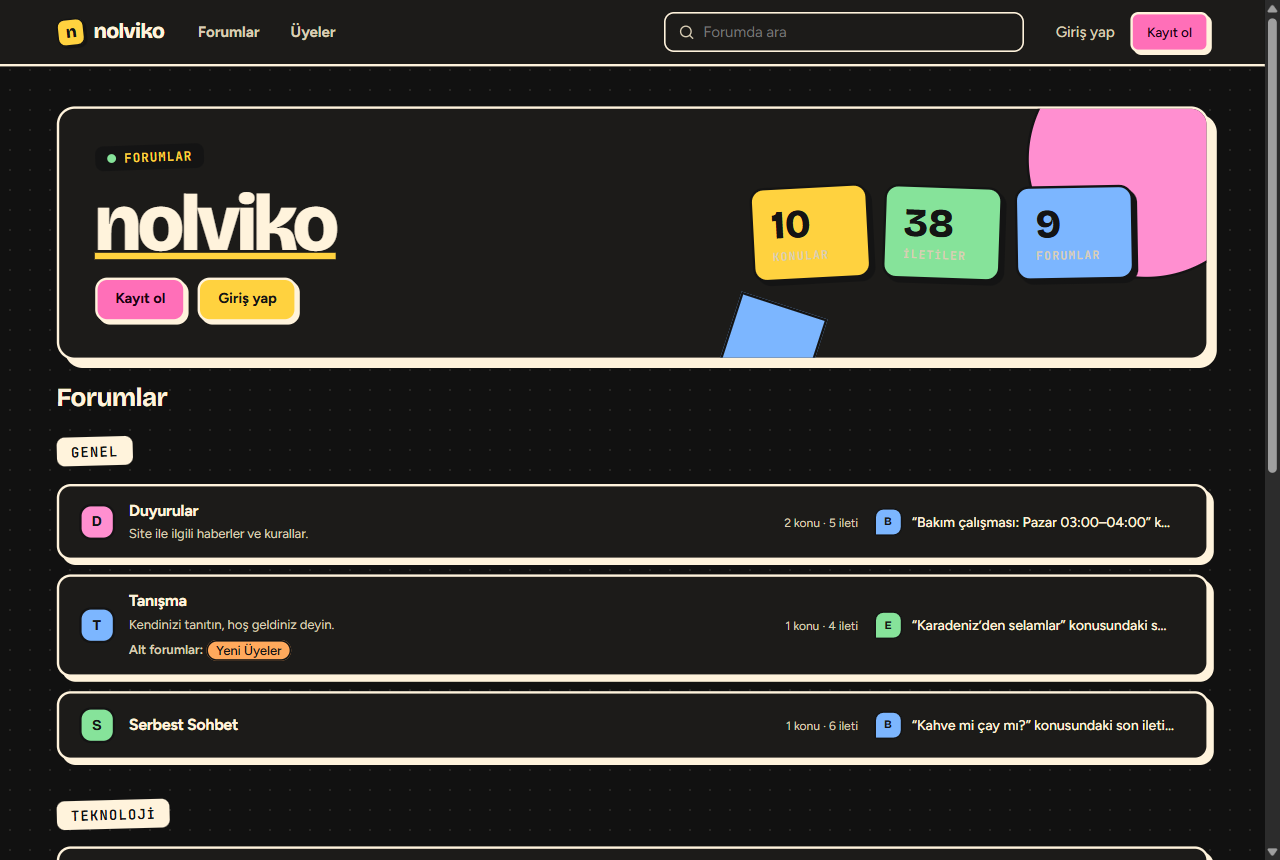 n nolviko Forumlar Üyeler Forumda ara Giriş yap Kayıt ol
FORUMLAR
nolviko
Kayıt ol Giriş yap
10
KONULAR
38
İLETİLER
9
FORUMLAR
Forumlar
GENEL
D Duyurular
Site ile ilgili haberler ve kurallar.
2 konu · 5 ileti
B “Bakım çalışması: Pazar 03:00–04:00” k...
T Tanışma
Kendinizi tanıtın, hoş geldiniz deyin.
Alt forumlar: Yeni Üyeler
1 konu · 4 ileti
E “Karadeniz’den selamlar” konusundaki s...
S Serbest Sohbet
1 konu · 6 ileti
B “Kahve mi çay mı?” konusundaki son ileti...
TEKNOLOJİ